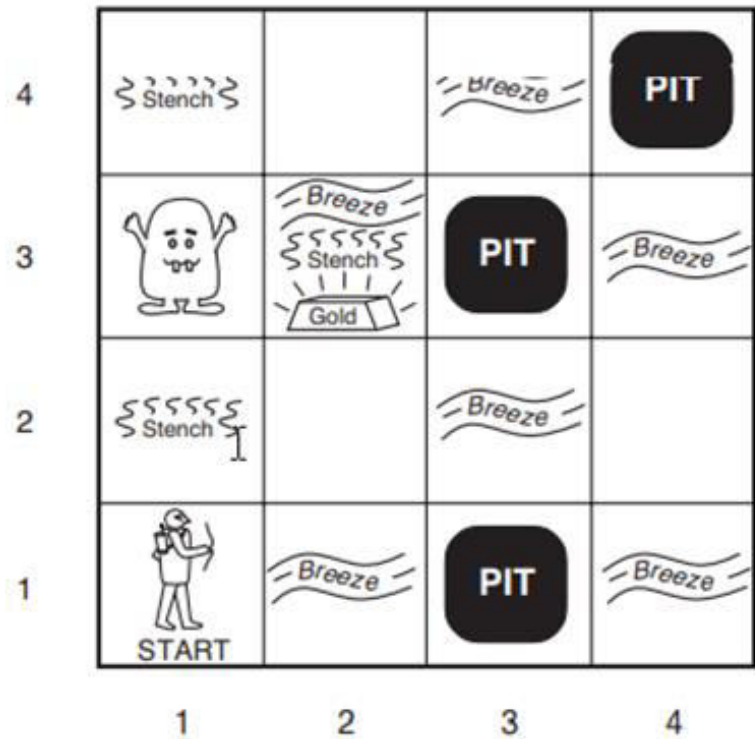 4
Stench
Breeze
PIT
3
Breeze
Stench
Gold
PIT
Breeze
2
Stench
Breeze
1
START
Breeze
PIT
Breeze
1 2 3 4